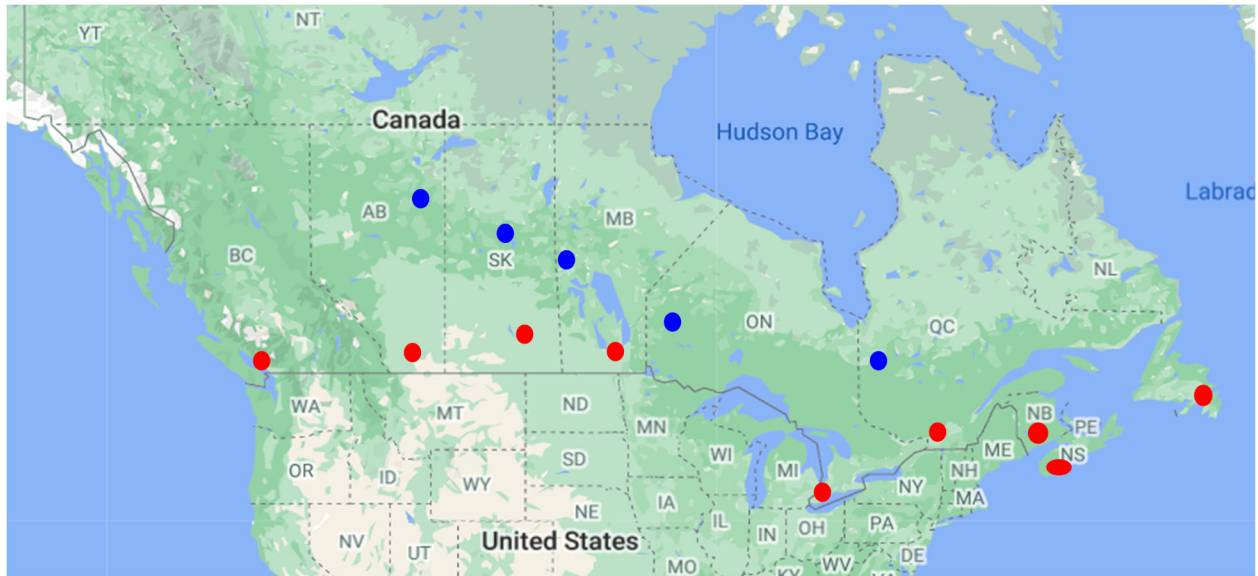 NT
YT
Canada
Hudson Bay
Labrad
AB
MB
BC
SK
NL
ON
QC
WA
MT
ND
MN
NB
PE
ME
NS
OR
ID
SD
WI
MI
NH
WY
NY
MA
NE
IA
IL
IN
OH
PA
NV
UT
United States
DE
MO
KY
WV